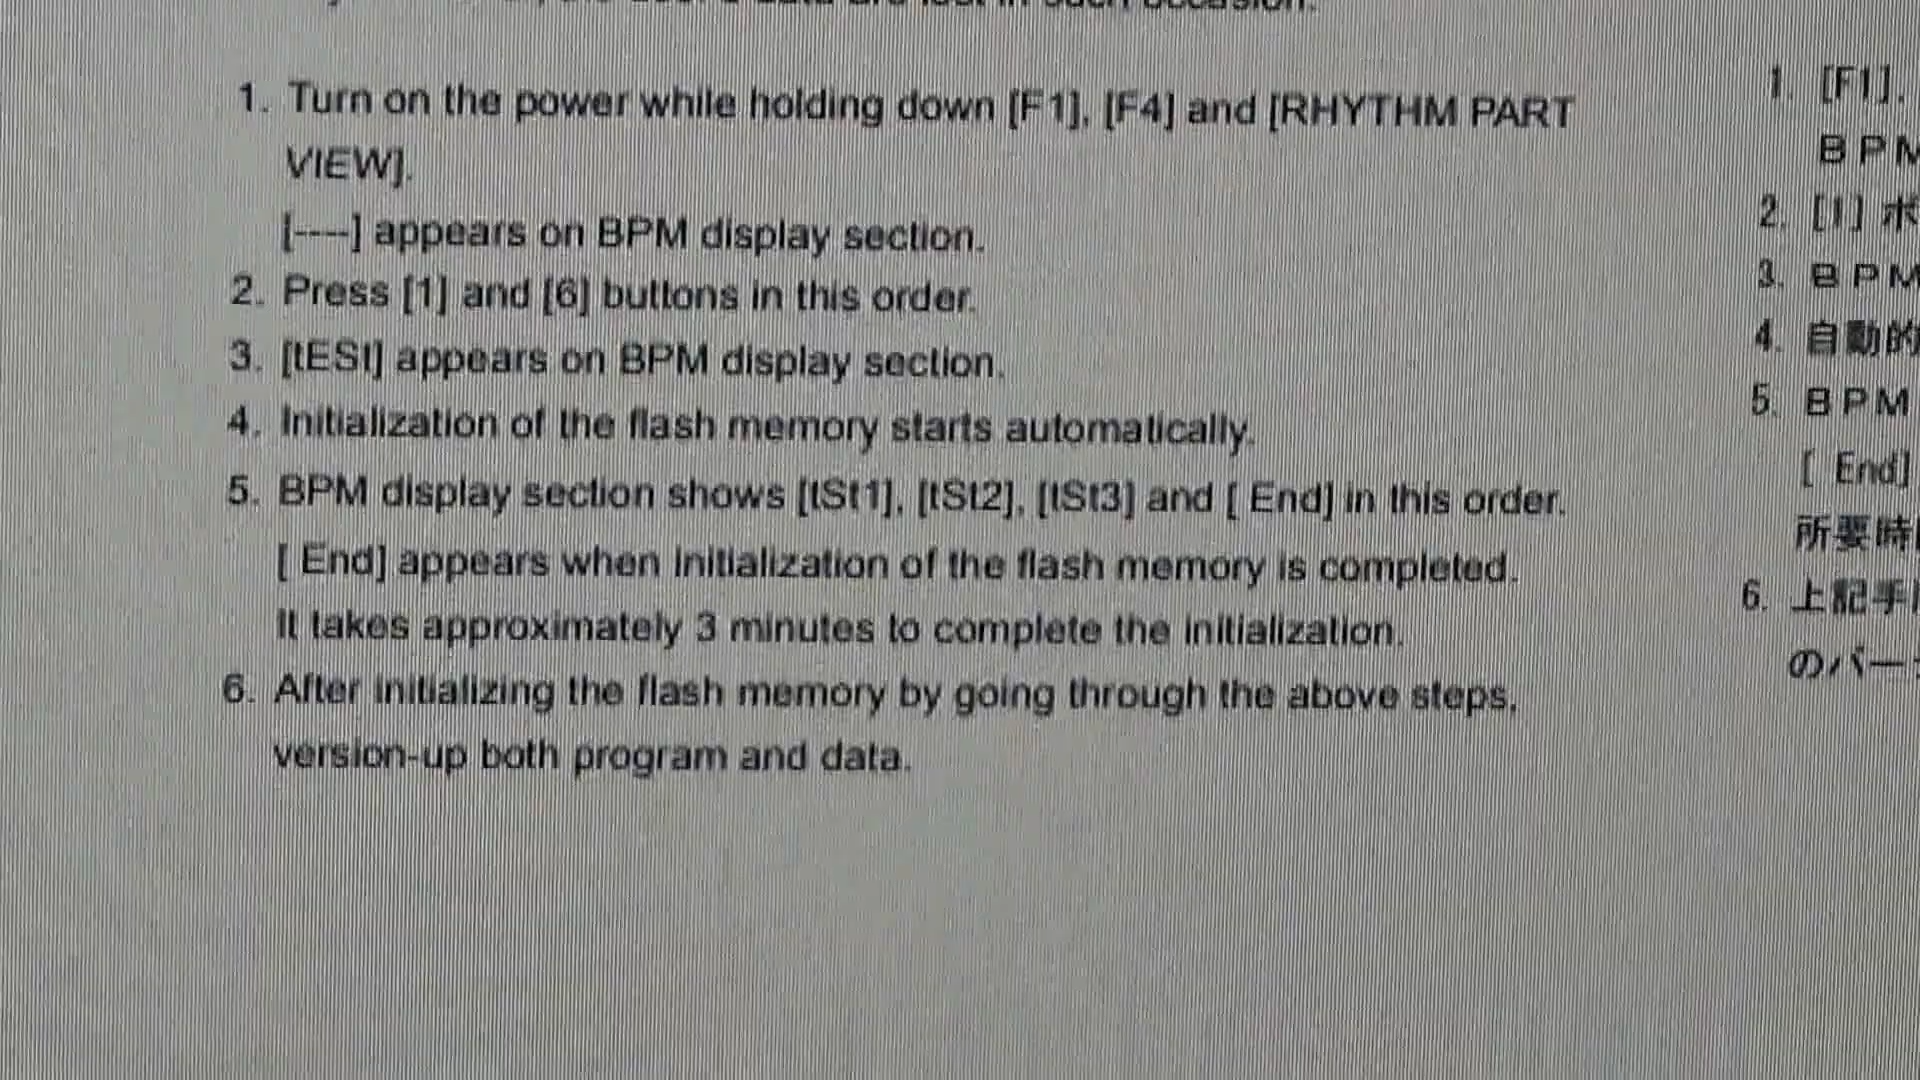 data are lost in such occasion.
1. Turn on the power while holding down [F1], [F4] and [RHYTHM PART
VIEW].
[----] appears on BPM display section.
2. Press [1] and [6] buttons in this order.
3. [tESt] appears on BPM display section.
4. Initialization of the flash memory starts automatically.
5. BPM display section shows [tSt1], [tSt2], [tSt3] and [ End] in this order.
[ End] appears when initialization of the flash memory is completed.
It takes approximately 3 minutes to complete the initialization.
6. After initializing the flash memory by going through the above steps,
version-up both program and data.
1. [F1],
BPM
2. [1] ボ
3. BPM
4. 自動的
5. BPM
[ End]
所要時
6. 上記手
のバー